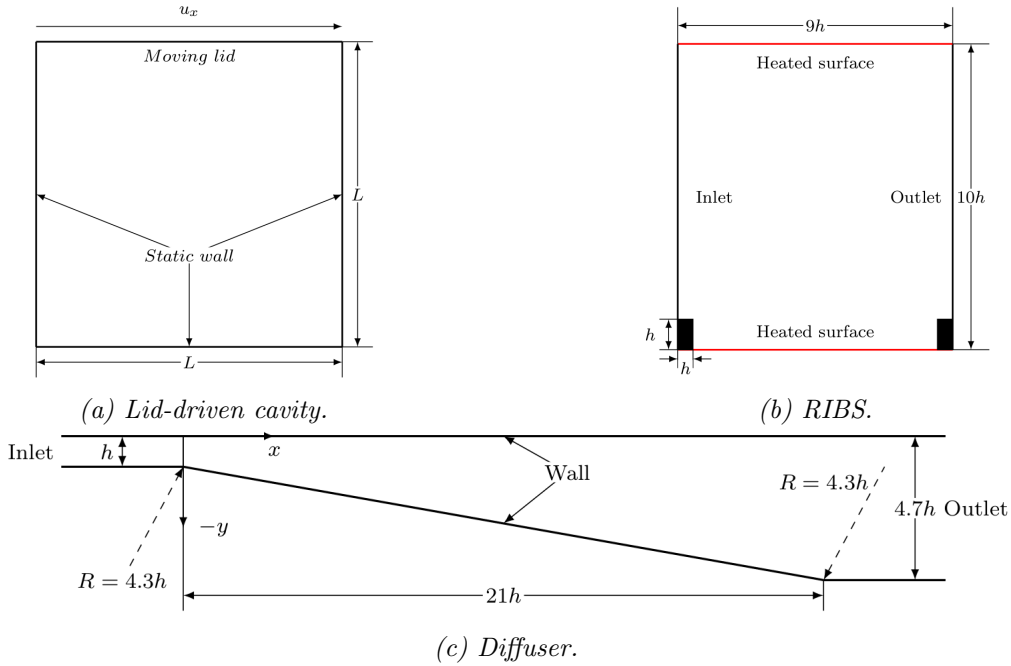 u_x
Moving lid
L
Static wall
L
(a) Lid-driven cavity.
9h
Heated surface
Inlet
Outlet
10h
h
Heated surface
h
(b) RIBS.
Inlet
h
x
Wall
R = 4.3h
4.7h
Outlet
−y
R = 4.3h
21h
(c) Diffuser.